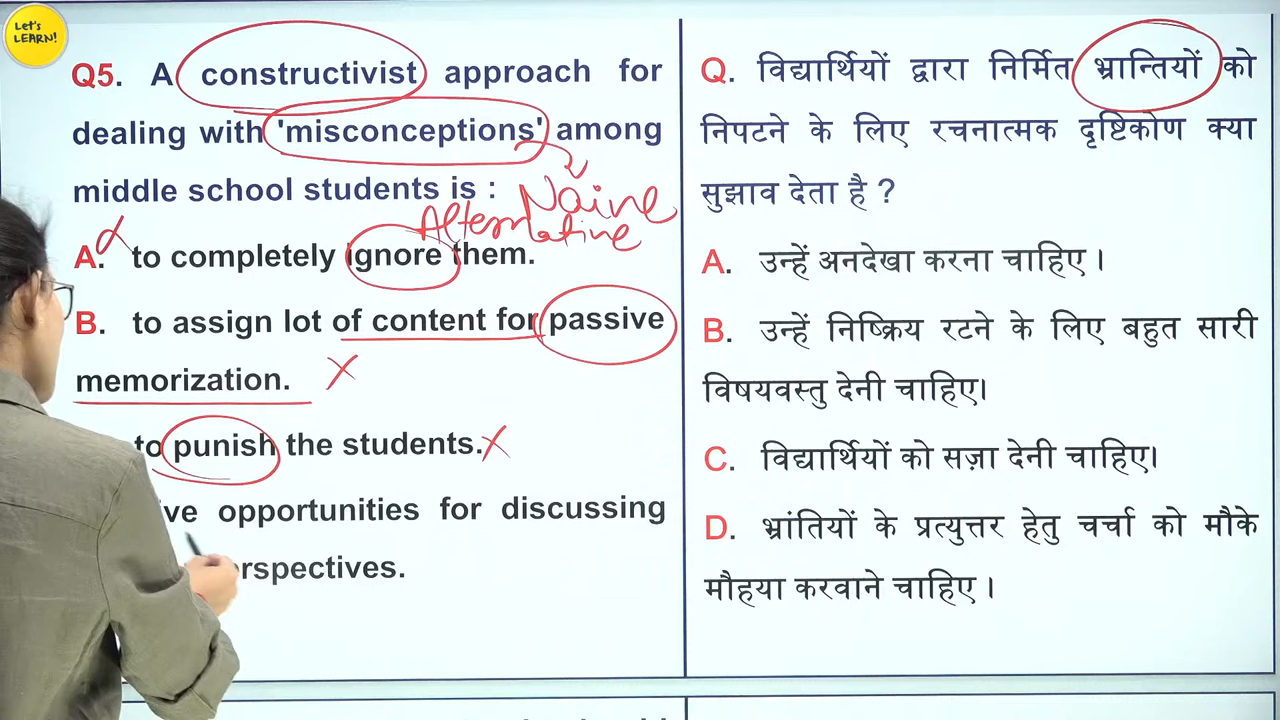 Let's
LEARN!
Q5. A constructivist approach for
dealing with 'misconceptions' among
middle school students is :
Naine
Alternative
A. to completely ignore them.
B. to assign lot of content for passive
memorization.
to punish the students.
ve opportunities for discussing
rspectives.
Q. विद्यार्थियों द्वारा निर्मित भ्रान्तियों को
निपटने के लिए रचनात्मक दृष्टिकोण क्या
सुझाव देता है ?
A. उन्हें अनदेखा करना चाहिए ।
B. उन्हें निष्क्रिय रटने के लिए बहुत सारी
विषयवस्तु देनी चाहिए।
C. विद्यार्थियों को सज़ा देनी चाहिए।
D. भ्रांतियों के प्रत्युत्तर हेतु चर्चा को मौके
मौहया करवाने चाहिए ।